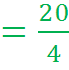 = 20/4